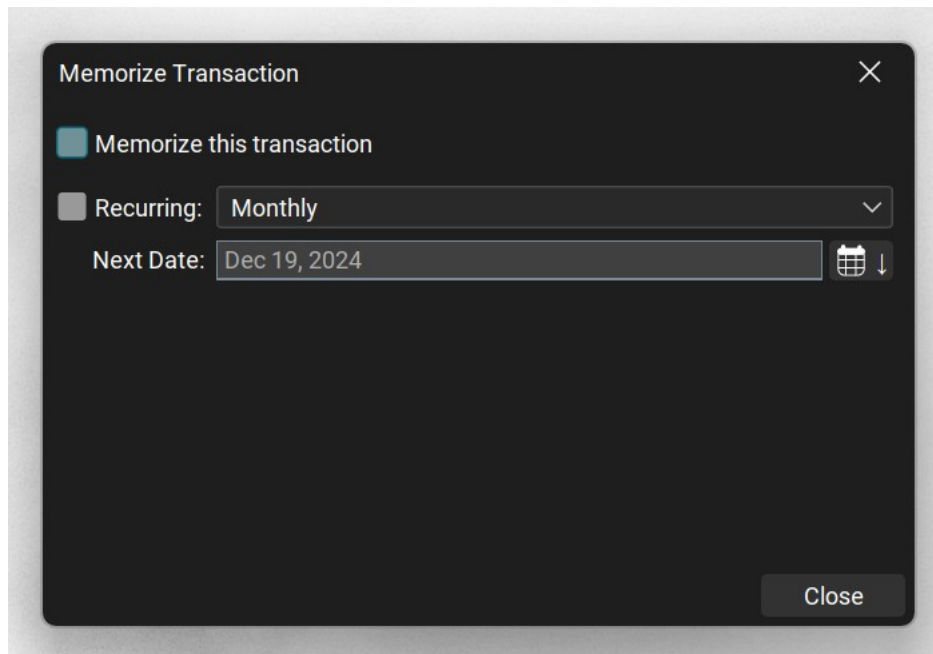 Memorize Transaction
Memorize this transaction
Recurring: Monthly
Next Date: Dec 19, 2024
Close